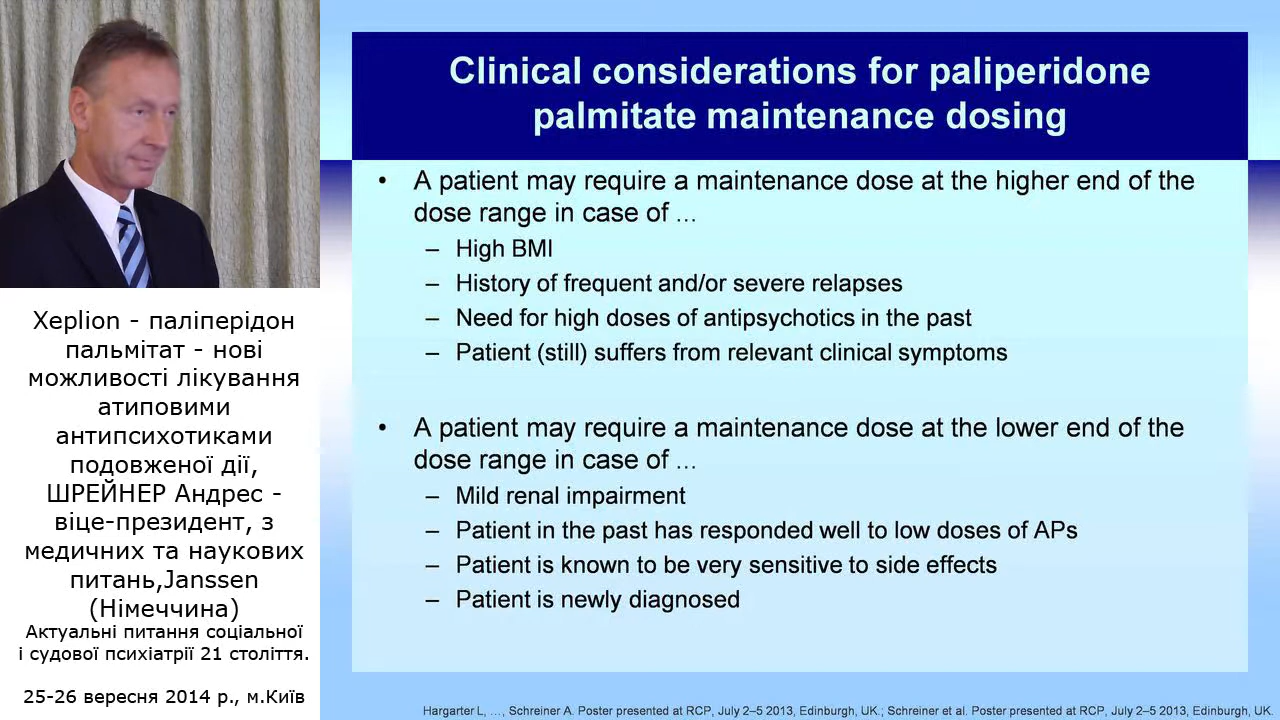 Clinical considerations for paliperidone
palmitate maintenance dosing
• A patient may require a maintenance dose at the higher end of the
dose range in case of ...
– High BMI
– History of frequent and/or severe relapses
– Need for high doses of antipsychotics in the past
– Patient (still) suffers from relevant clinical symptoms
• A patient may require a maintenance dose at the lower end of the
dose range in case of ...
– Mild renal impairment
– Patient in the past has responded well to low doses of APs
– Patient is known to be very sensitive to side effects
– Patient is newly diagnosed
Hargarter L, ..., Schreiner A. Poster presented at RCP, July 2–5 2013, Edinburgh, UK.; Schreiner et al. Poster presented at RCP, July 2–5 2013, Edinburgh, UK.
Xeplion - паліперідон
пальмітат - нові
можливості лікування
атиповими
антипсихотиками
подовженої дії,
ШРЕЙНЕР Андрес -
віце-президент, з
медичних та наукових
питань,Janssen
(Німеччина)
Актуальні питання соціальної
і судової психіатрії 21 століття.
25-26 вересня 2014 р., м.Київ